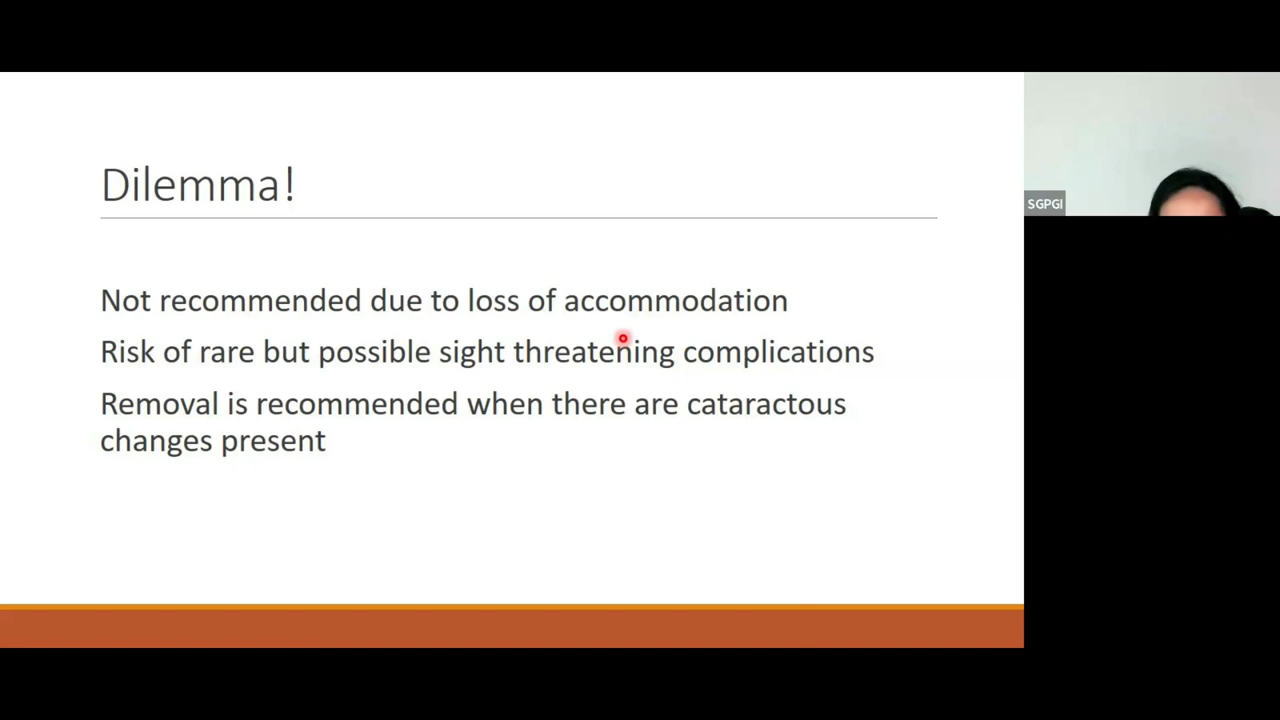 Dilemma!
Not recommended due to loss of accommodation
Risk of rare but possible sight threatening complications
Removal is recommended when there are cataractous
changes present
SGPGI